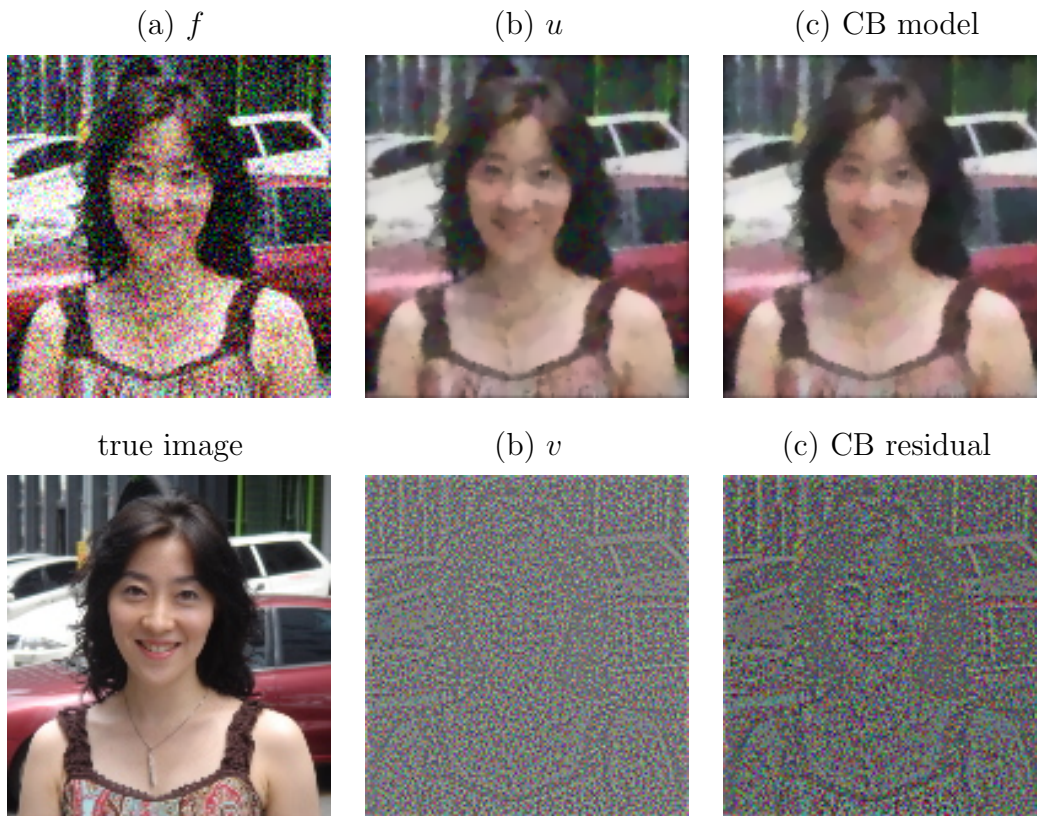 (a) f
(b) u
(c) CB model
true image
(b) v
(c) CB residual